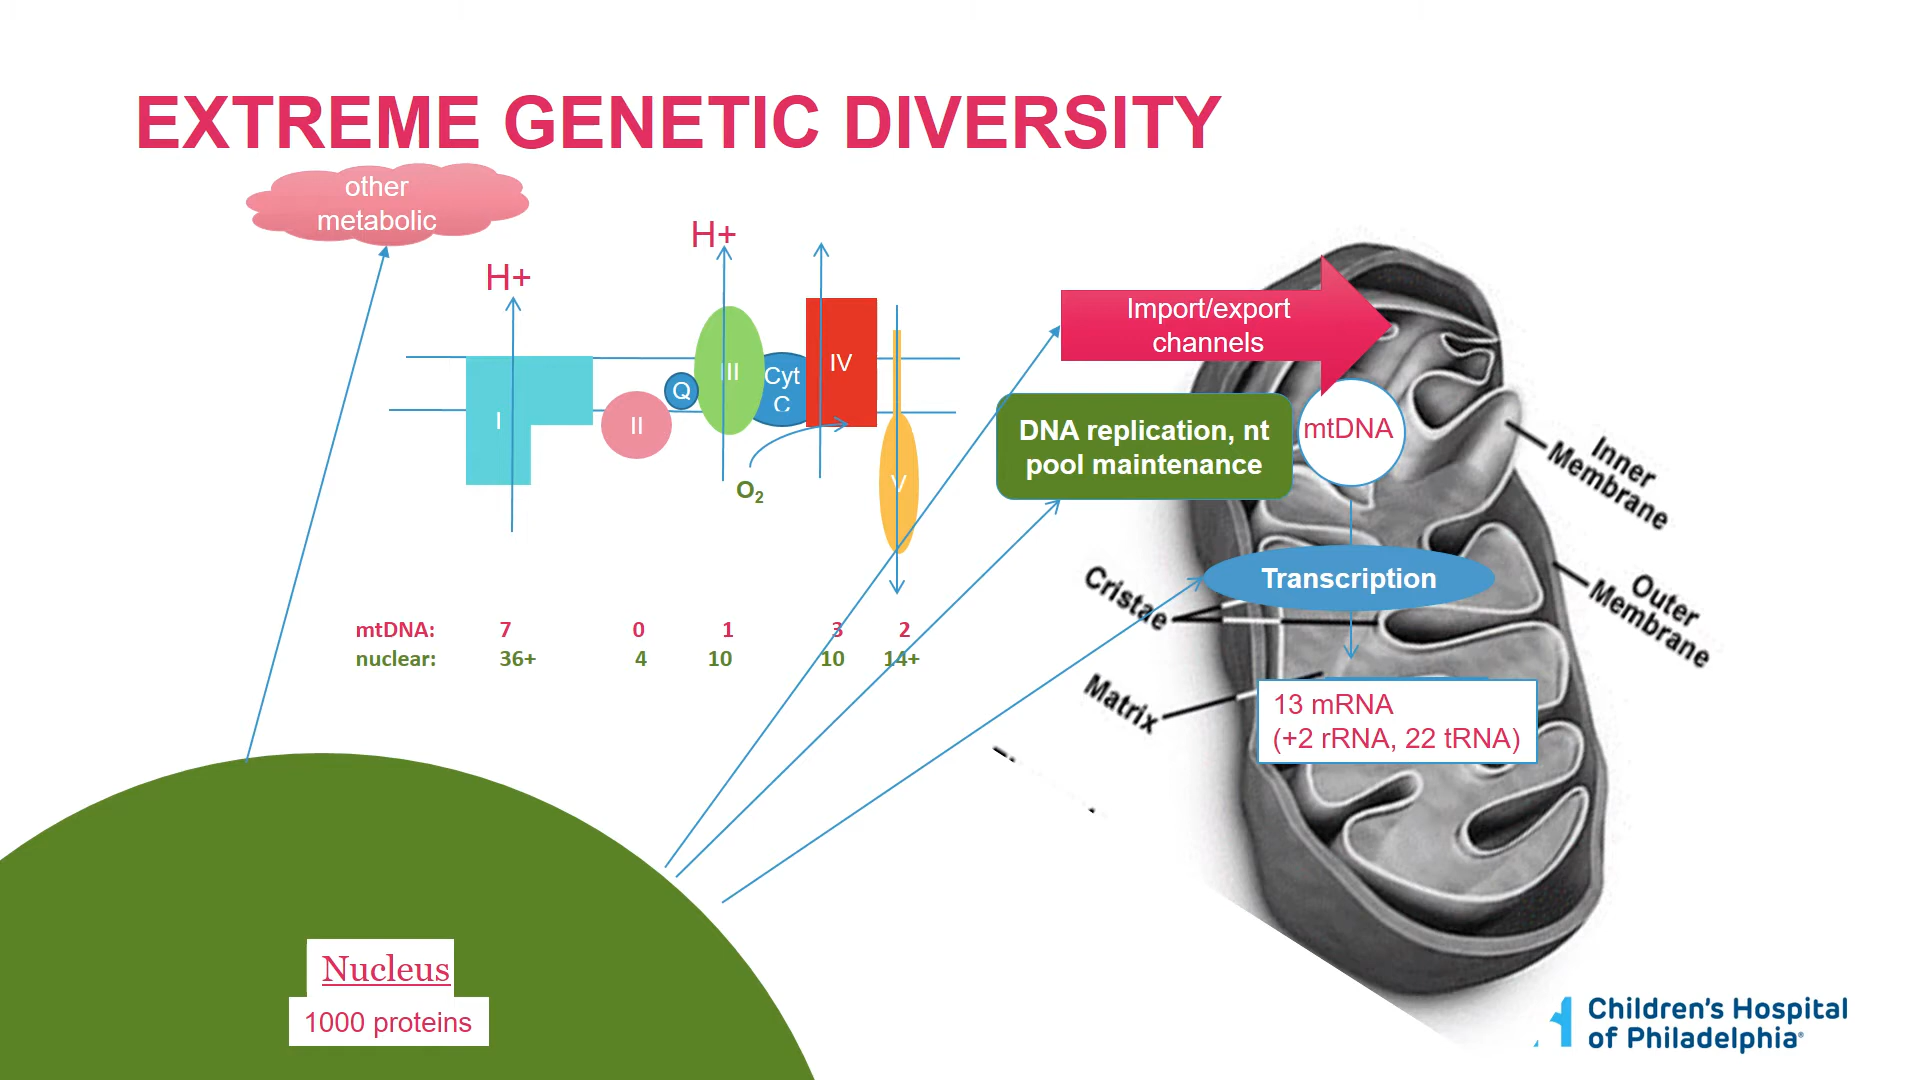 EXTREME GENETIC DIVERSITY
other
metabolic
H+
H+
I
II
Q
III
Cyt
C
IV
V
O₂
mtDNA: 7 0 1 3 2
nuclear: 36+ 4 10 10 14+
Import/export
channels
DNA replication, nt
pool maintenance
mtDNA
Transcription
13 mRNA
(+2 rRNA, 22 tRNA)
Inner
Membrane
Outer
Membrane
Cristae
Matrix
Nucleus
1000 proteins
Children's Hospital
of Philadelphia®